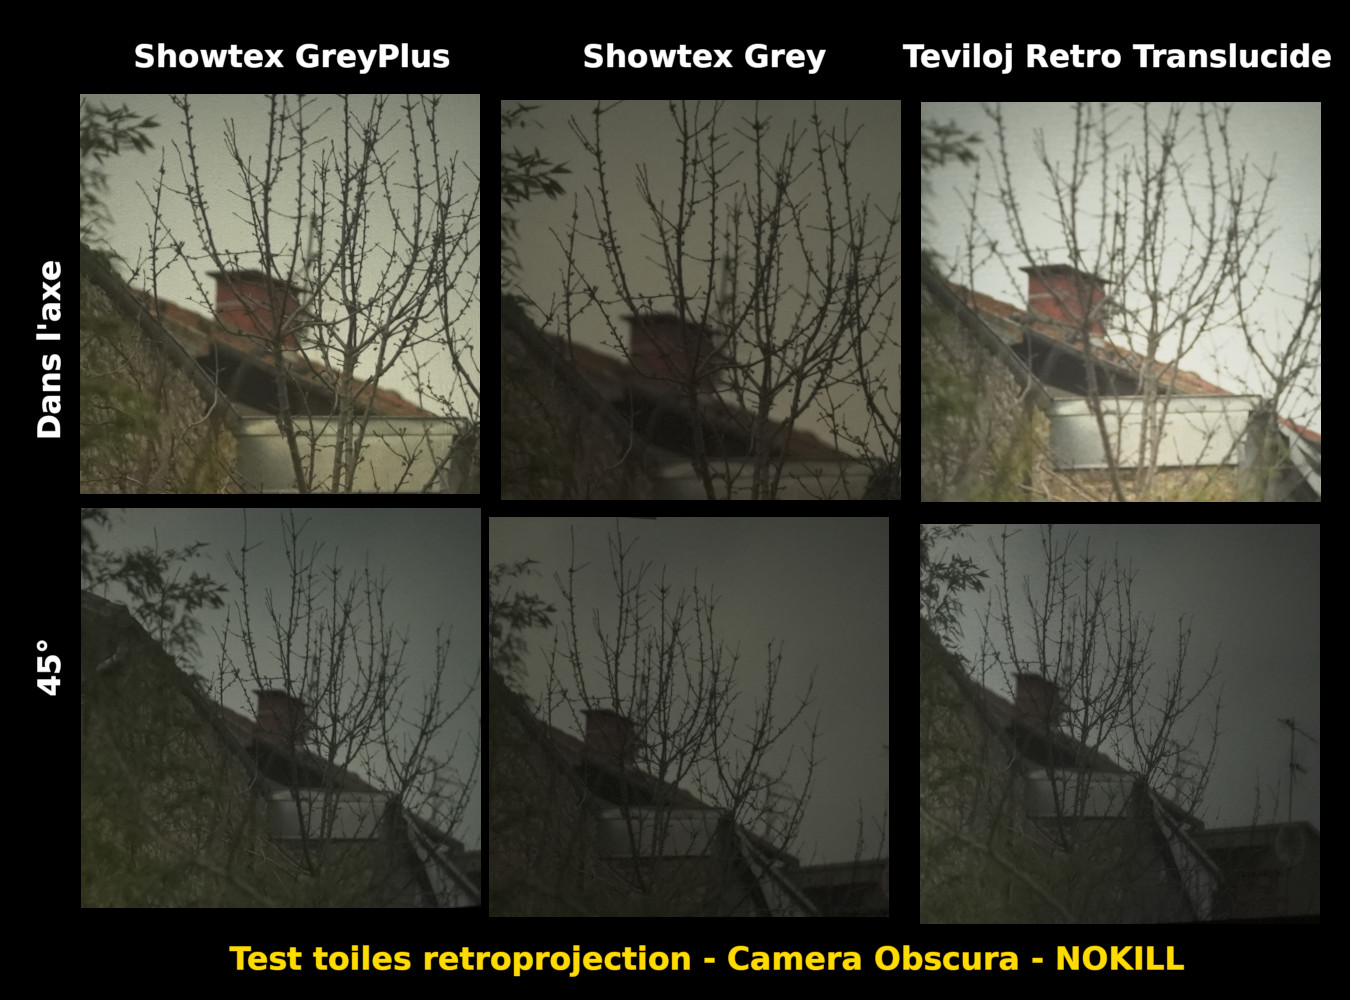 Showtex GreyPlus
Showtex Grey
Teviloj Retro Translucide
Dans l'axe
45°
Test toiles retroprojection - Camera Obscura - NOKILL